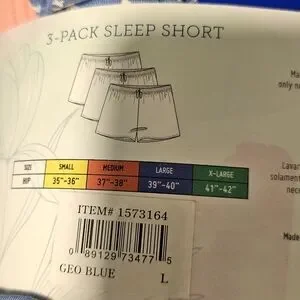 3-PACK SLEEP SHORT
Ma
only n
SIZE SMALL MEDIUM LARGE X-LARGE
HIP 35"-36" 37"-38" 39"-40" 41"-42"
Lavar
solament
nece
ITEM# 1573164
0 89129 73477 5
GEO BLUE L
Made